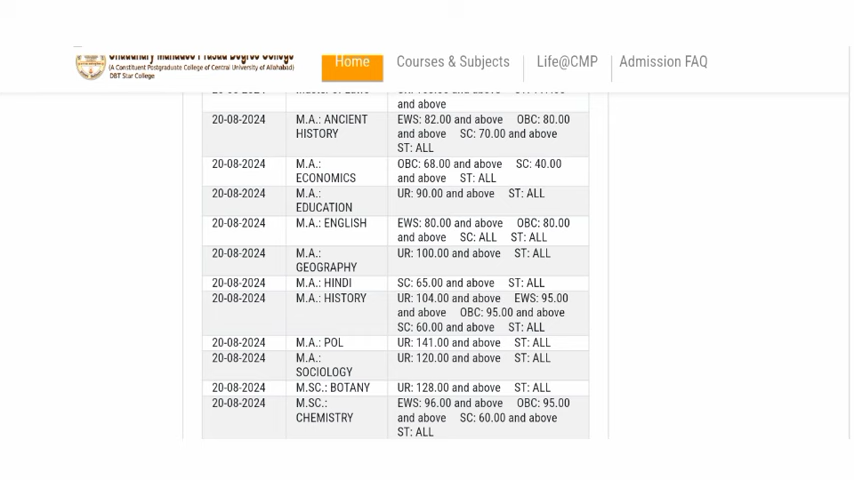 Chaudhary Mahadeo Prasad Degree College
(A Constituent Postgraduate College of Central University of Allahabad)
DBT Star College
Home Courses & Subjects Life@CMP Admission FAQ
and above
20-08-2024 M.A.: ANCIENT HISTORY EWS: 82.00 and above OBC: 80.00
and above SC: 70.00 and above
ST: ALL
20-08-2024 M.A.: ECONOMICS OBC: 68.00 and above SC: 40.00
and above ST: ALL
20-08-2024 M.A.: EDUCATION UR: 90.00 and above ST: ALL
20-08-2024 M.A.: ENGLISH EWS: 80.00 and above OBC: 80.00
and above SC: ALL ST: ALL
20-08-2024 M.A.: GEOGRAPHY UR: 100.00 and above ST: ALL
20-08-2024 M.A.: HINDI SC: 65.00 and above ST: ALL
20-08-2024 M.A.: HISTORY UR: 104.00 and above EWS: 95.00
and above OBC: 95.00 and above
SC: 60.00 and above ST: ALL
20-08-2024 M.A.: POL UR: 141.00 and above ST: ALL
20-08-2024 M.A.: SOCIOLOGY UR: 120.00 and above ST: ALL
20-08-2024 M.SC.: BOTANY UR: 128.00 and above ST: ALL
20-08-2024 M.SC.: CHEMISTRY EWS: 96.00 and above OBC: 95.00
and above SC: 60.00 and above
ST: ALL